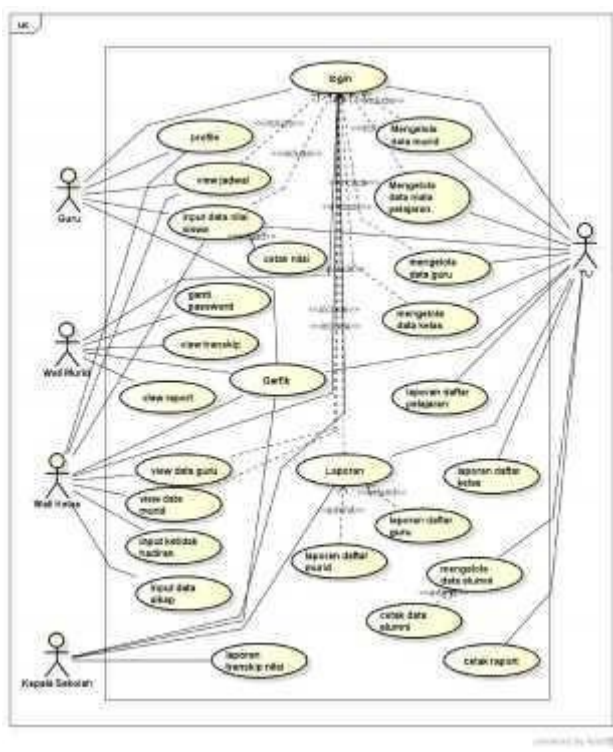 uc
login
profile
view jadwal
input data nilai
siswa
cetak nilai
Guru
Mengelola
data murid
Mengelola
data mata
pelajaran.
mengelola
data guru
mengelola
data kelas
ganti
password
view transkip
view report
Wali Murid
laporan daftar
pelajaran
view data guru
view data
murid
input ketidak
hadiran
input data
sikap
Wali Kelas
Laporan
laporan daftar
kelas
laporan daftar
guru
laporan daftar
murid
mengelola
data alumni
cetak data
alumni
cetak raport
laporan
transkip nilai
Kepala Sekolah